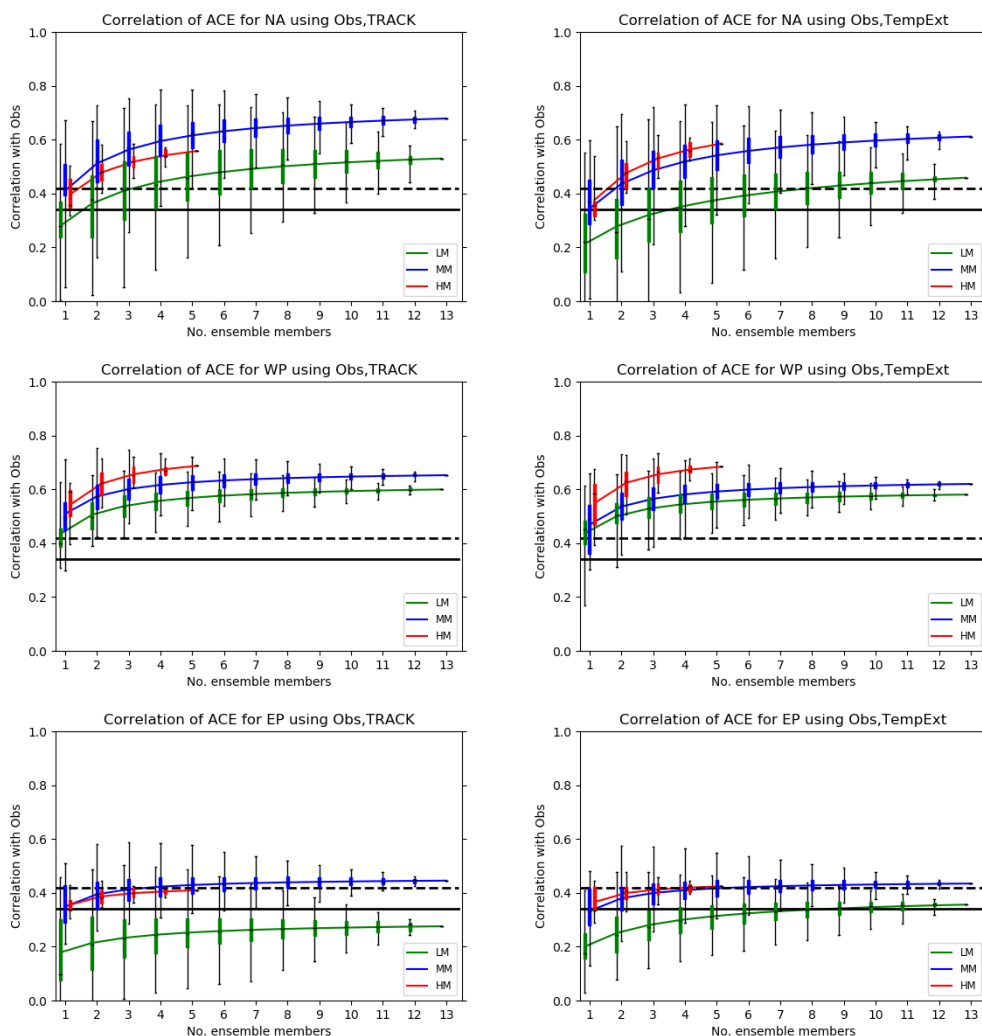 Correlation of ACE for NA using Obs,TRACK
Correlation with Obs
1.0
0.8
0.6
0.4
0.2
0.0
LM
MM
HM
1 2 3 4 5 6 7 8 9 10 11 12 13
No. ensemble members
Correlation of ACE for NA using Obs,TempExt
Correlation with Obs
1.0
0.8
0.6
0.4
0.2
0.0
LM
MM
HM
1 2 3 4 5 6 7 8 9 10 11 12 13
No. ensemble members
Correlation of ACE for WP using Obs,TRACK
Correlation with Obs
1.0
0.8
0.6
0.4
0.2
0.0
LM
MM
HM
1 2 3 4 5 6 7 8 9 10 11 12 13
No. ensemble members
Correlation of ACE for WP using Obs,TempExt
Correlation with Obs
1.0
0.8
0.6
0.4
0.2
0.0
LM
MM
HM
1 2 3 4 5 6 7 8 9 10 11 12 13
No. ensemble members
Correlation of ACE for EP using Obs,TRACK
Correlation with Obs
1.0
0.8
0.6
0.4
0.2
0.0
LM
MM
HM
1 2 3 4 5 6 7 8 9 10 11 12 13
No. ensemble members
Correlation of ACE for EP using Obs,TempExt
Correlation with Obs
1.0
0.8
0.6
0.4
0.2
0.0
LM
MM
HM
1 2 3 4 5 6 7 8 9 10 11 12 13
No. ensemble members